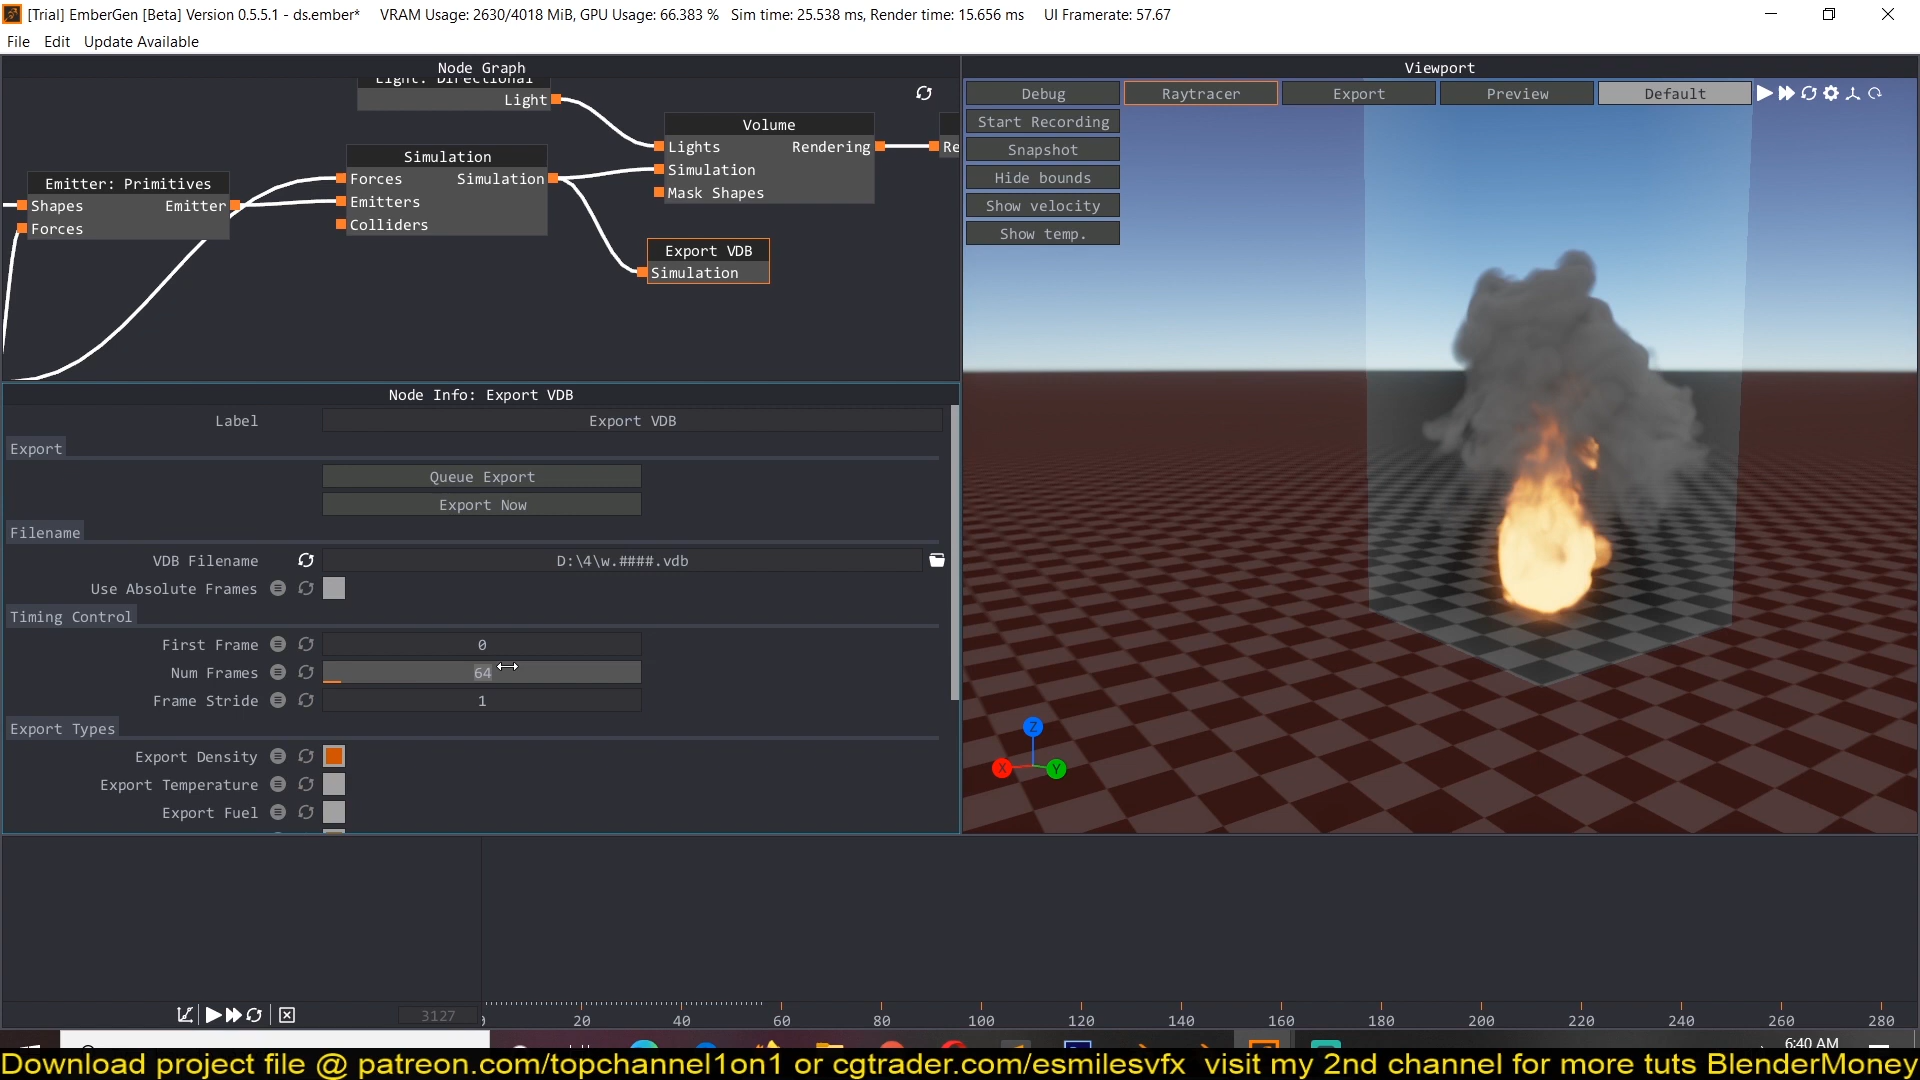 [Trial] EmberGen [Beta] Version 0.5.5.1 - ds.ember* VRAM Usage: 2630/4018 MiB, GPU Usage: 66.383 % Sim time: 25.538 ms, Render time: 15.656 ms UI Framerate: 57.67
File Edit Update Available
Node Graph
Light: Directional
Light
Volume
Lights Rendering
Simulation
Mask Shapes
Re
Simulation
Forces Simulation
Emitters
Colliders
Emitter: Primitives
Shapes Emitter
Forces
Export VDB
Simulation
Viewport
Debug Raytracer Export Preview Default
Start Recording
Snapshot
Hide bounds
Show velocity
Show temp.
Z
X Y
Node Info: Export VDB
Label Export VDB
Export
Queue Export
Export Now
Filename
VDB Filename D:\4\w.####.vdb
Use Absolute Frames
Timing Control
First Frame 0
Num Frames 64
Frame Stride 1
Export Types
Export Density
Export Temperature
Export Fuel
3127
20 40 60 80 100 120 140 160 180 200 220 240 260 280
6:40 AM
Download project file @ patreon.com/topchannel1on1 or cgtrader.com/esmilesvfx visit my 2nd channel for more tuts BlenderMoney